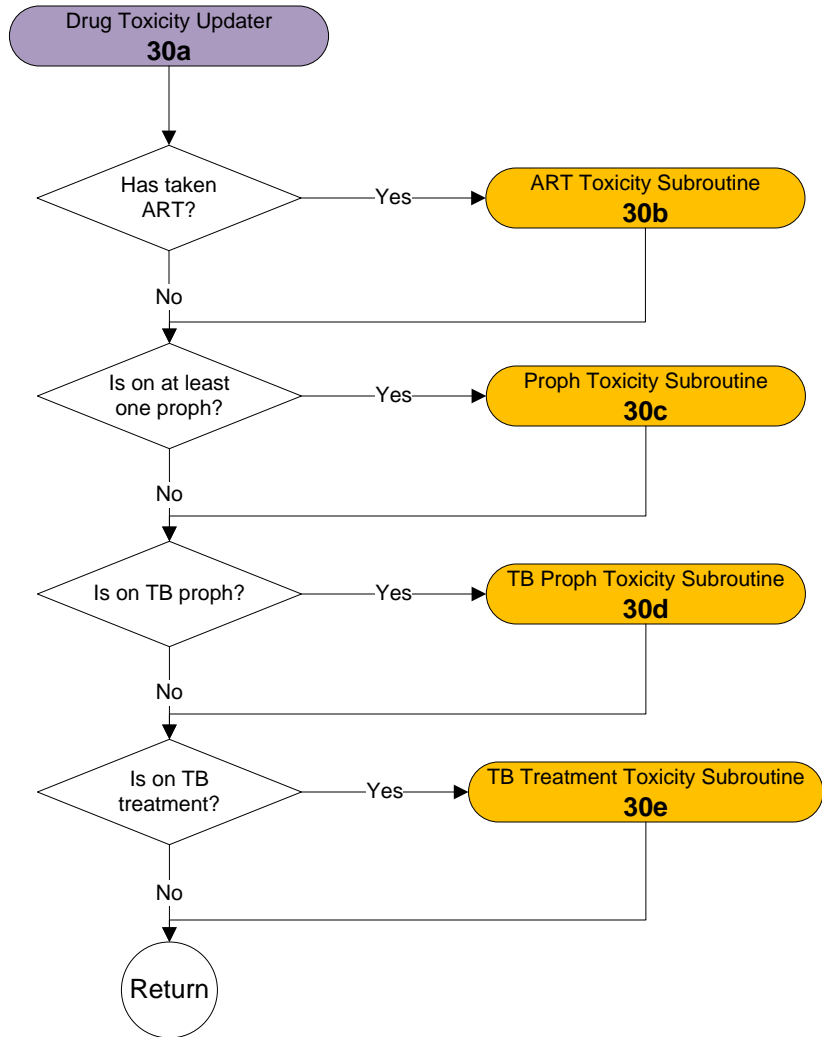 Drug Toxicity Updater
30a
Has taken
ART?
Yes
ART Toxicity Subroutine
30b
No
Is on at least
one proph?
Yes
Proph Toxicity Subroutine
30c
No
Is on TB proph?
Yes
TB Proph Toxicity Subroutine
30d
No
Is on TB
treatment?
Yes
TB Treatment Toxicity Subroutine
30e
No
Return